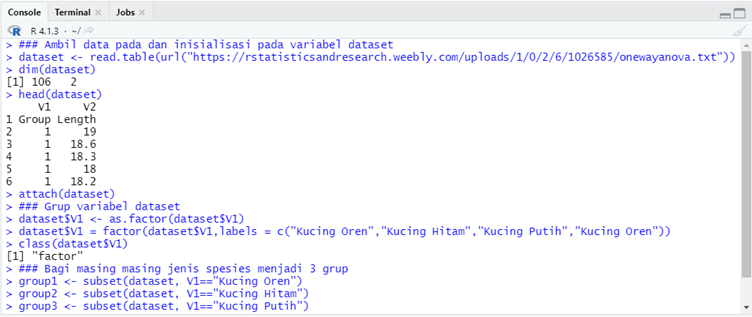 Console Terminal Jobs
R 4.1.3 · ~/
> ### Ambil data pada dan inisialisasi pada variabel dataset
> dataset <- read.table(url("https://rstatisticsandresearch.weebly.com/uploads/1/0/2/6/1026585/onewayanova.txt"))
> dim(dataset)
[1] 106 2
> head(dataset)
V1 V2
1 Group Length
2 1 19
3 1 18.6
4 1 18.3
5 1 18
6 1 18.2
> attach(dataset)
> ### Grup variabel dataset
> dataset$V1 <- as.factor(dataset$V1)
> dataset$V1 = factor(dataset$V1,labels = c("Kucing Oren","Kucing Hitam","Kucing Putih","Kucing Oren"))
> class(dataset$V1)
[1] "factor"
> ### Bagi masing masing jenis spesies menjadi 3 grup
> group1 <- subset(dataset, V1=="Kucing Oren")
> group2 <- subset(dataset, V1=="Kucing Hitam")
> group3 <- subset(dataset, V1=="Kucing Putih")